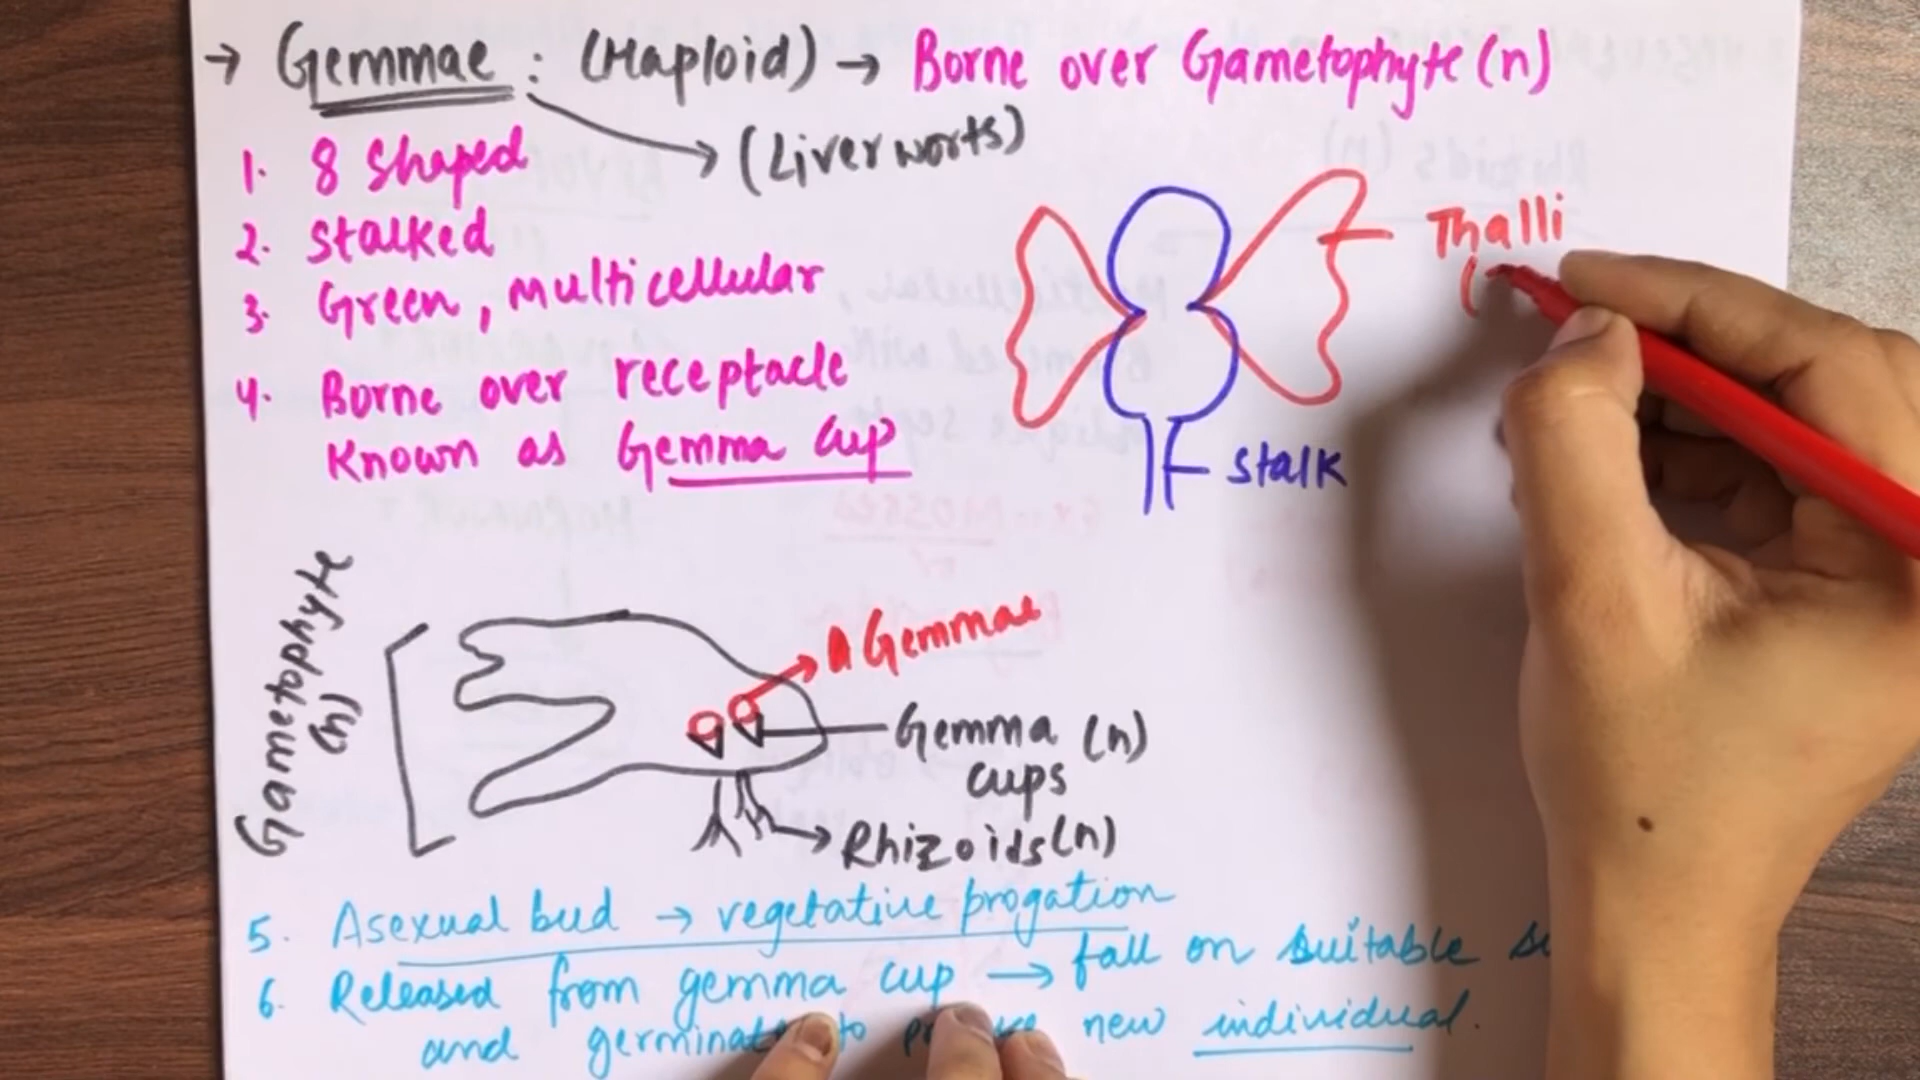 → Gemmae : (Haploid) → Borne over Gametophyte (n)
(Liverworts)
1. 8 Shaped
2. Stalked
3. Green, multicellular
4. Borne over receptacle
Known as Gemma cup
Thalli
(
Stalk
Gametophyte
(n)
Gemmae
Gemma (n)
cups
Rhizoids (n)
5. Asexual bud → vegetative progation
6. Released from gemma cup → fall on suitable
and to new individual.